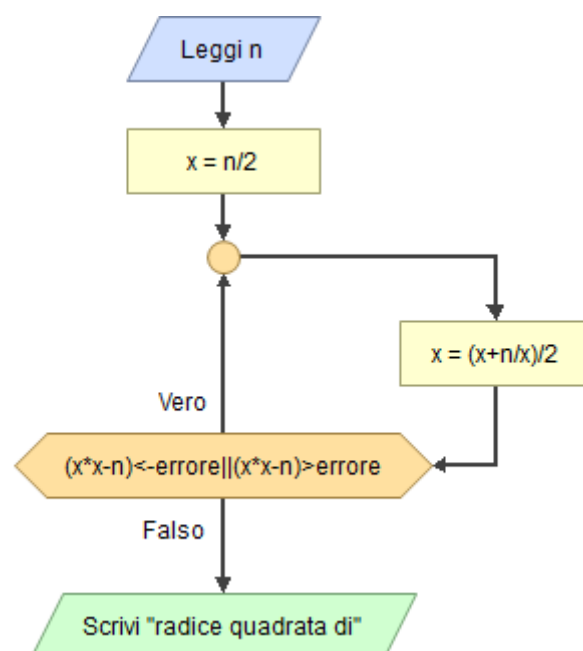 Leggi n
x = n/2
x = (x+n/x)/2
Vero
(x*x-n)<-errore||(x*x-n)>errore
Falso
Scrivi "radice quadrata di"